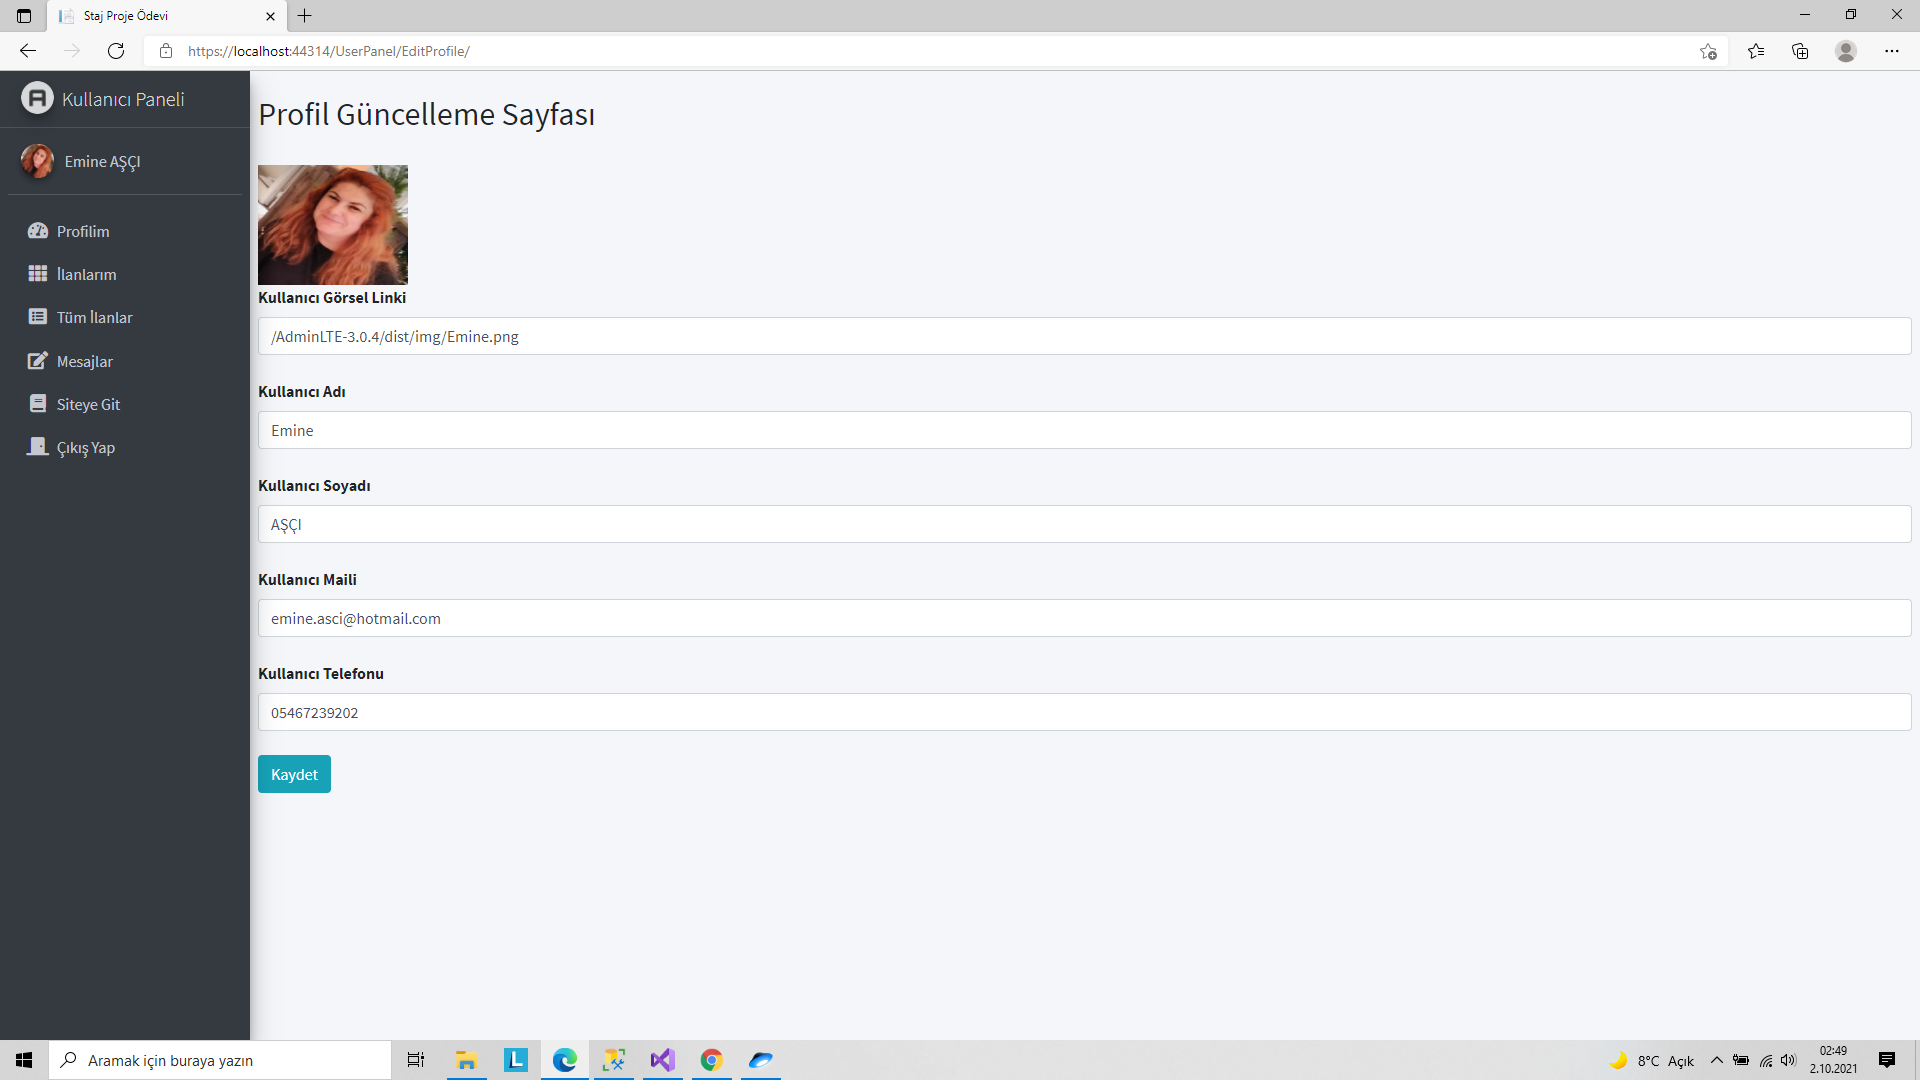 Staj Proje Ödevi
https://localhost:44314/UserPanel/EditProfile/
Kullanıcı Paneli
Emine AŞÇI
Profilim
İlanlarım
Tüm İlanlar
Mesajlar
Siteye Git
Çıkış Yap
Profil Güncelleme Sayfası
Kullanıcı Görsel Linki
/AdminLTE-3.0.4/dist/img/Emine.png
Kullanıcı Adı
Emine
Kullanıcı Soyadı
AŞÇI
Kullanıcı Maili
emine.asci@hotmail.com
Kullanıcı Telefonu
05467239202
Kaydet
Aramak için buraya yazın
L
8°C Açık
02:49
2.10.2021